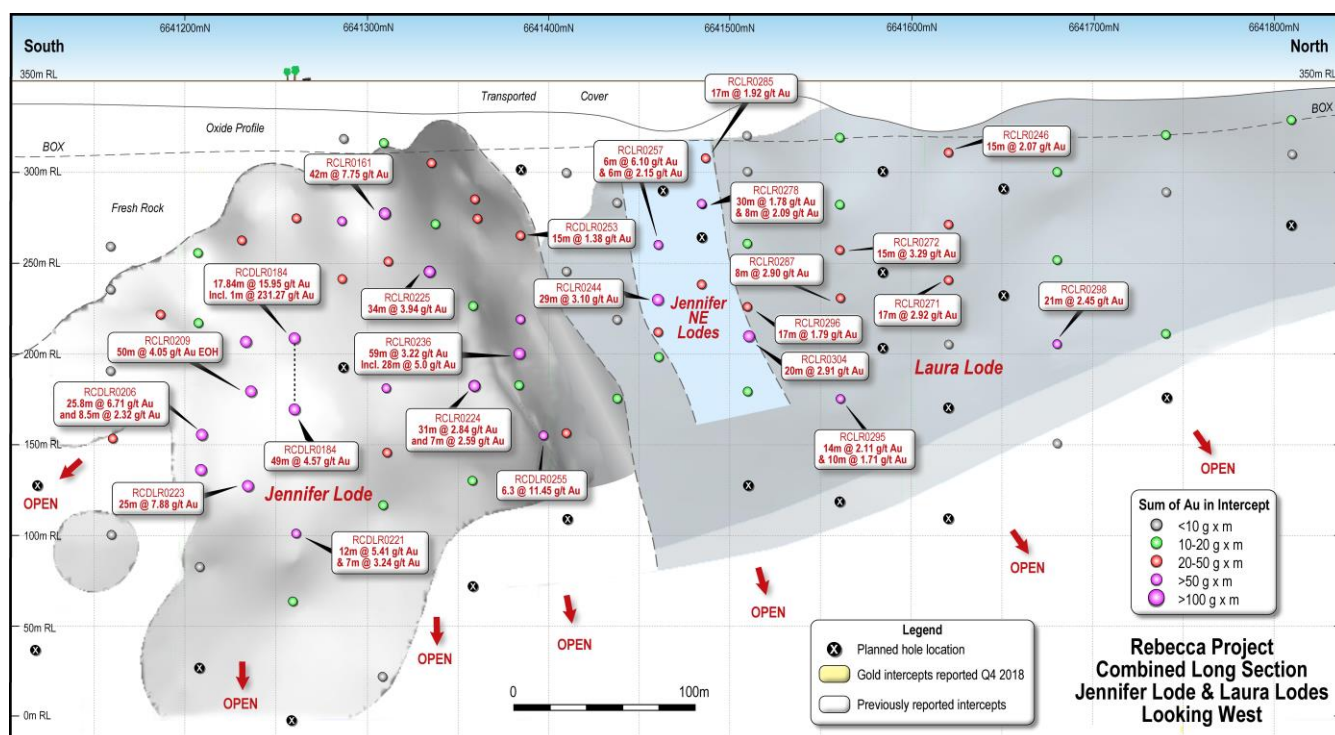 6641200mN
6641300mN
6641400mN
6641500mN
6641600mN
6641700mN
6641800mN
South
North
350m RL
350m RL
Transported Cover
Oxide Profile
BOX
BOX
300m RL
Fresh Rock
250m RL
200m RL
150m RL
100m RL
50m RL
0m RL
RCLR0285
17m @ 1.92 g/t Au
RCLR0257
6m @ 6.10 g/t Au
& 6m @ 2.15 g/t Au
RCLR0246
15m @ 2.07 g/t Au
RCLR0161
42m @ 7.75 g/t Au
RCLR0278
30m @ 1.78 g/t Au
& 8m @ 2.09 g/t Au
RCDLR0253
15m @ 1.38 g/t Au
RCLR0272
15m @ 3.29 g/t Au
RCLR0287
8m @ 2.90 g/t Au
RCDLR0184
17.84m @ 15.95 g/t Au
Incl. 1m @ 231.27 g/t Au
RCLR0244
29m @ 3.10 g/t Au
Jennifer
NE
Lodes
RCLR0225
34m @ 3.94 g/t Au
RCLR0271
17m @ 2.92 g/t Au
RCLR0298
21m @ 2.45 g/t Au
RCLR0296
17m @ 1.79 g/t Au
RCLR0209
50m @ 4.05 g/t Au EOH
RCLR0236
59m @ 3.22 g/t Au
Incl. 28m @ 5.0 g/t Au
RCLR0304
20m @ 2.91 g/t Au
Laura Lode
RCDLR0206
25.8m @ 6.71 g/t Au
and 8.5m @ 2.32 g/t Au
RCLR0224
31m @ 2.84 g/t Au
and 7m @ 2.59 g/t Au
RCLR0295
14m @ 2.11 g/t Au
& 10m @ 1.71 g/t Au
RCDLR0184
49m @ 4.57 g/t Au
RCDLR0255
6.3 @ 11.45 g/t Au
RCDLR0223
25m @ 7.88 g/t Au
Jennifer Lode
RCDLR0221
12m @ 5.41 g/t Au
& 7m @ 3.24 g/t Au
OPEN
OPEN
OPEN
OPEN
OPEN
OPEN
OPEN
Sum of Au in Intercept
<10 g x m
10-20 g x m
20-50 g x m
>50 g x m
>100 g x m
0
100m
Legend
Planned hole location
Gold intercepts reported Q4 2018
Previously reported intercepts
Rebecca Project
Combined Long Section
Jennifer Lode & Laura Lodes
Looking West